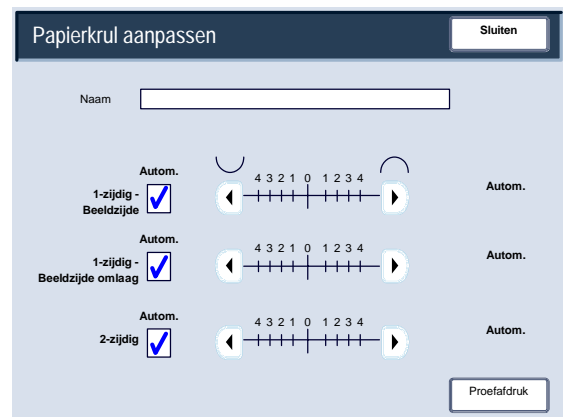 Papierkrul aanpassen
Sluiten
Naam
Autom.
1-zijdig -
Beeldzijde
4 3 2 1 0 1 2 3 4
Autom.
Autom.
1-zijdig -
Beeldzijde omlaag
4 3 2 1 0 1 2 3 4
Autom.
Autom.
2-zijdig
4 3 2 1 0 1 2 3 4
Autom.
Proefafdruk